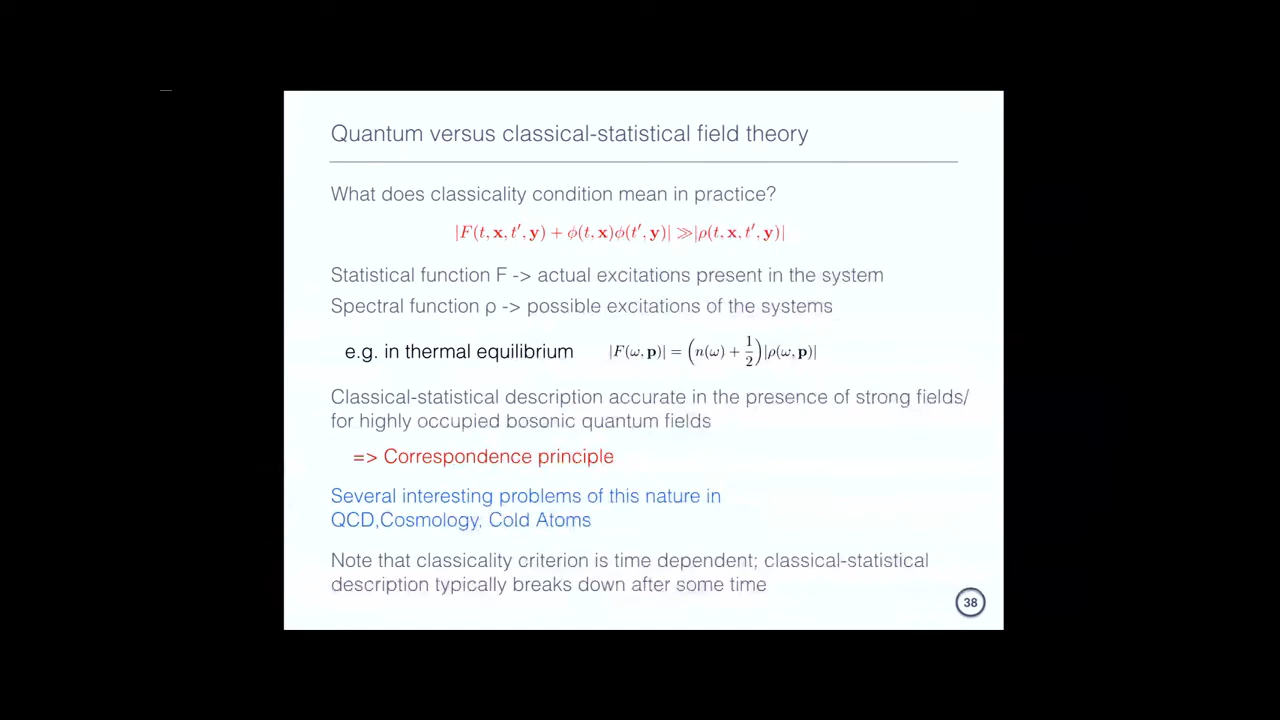 Quantum versus classical-statistical field theory
What does classicality condition mean in practice?
|F(t, x, t′, y) + ϕ(t, x)ϕ(t′, y)| ≫|ρ(t, x, t′, y)|
Statistical function F -> actual excitations present in the system
Spectral function ρ -> possible excitations of the systems
e.g. in thermal equilibrium |F(ω, p)| = (n(ω) + 1/2)|ρ(ω, p)|
Classical-statistical description accurate in the presence of strong fields/
for highly occupied bosonic quantum fields
=> Correspondence principle
Several interesting problems of this nature in
QCD,Cosmology, Cold Atoms
Note that classicality criterion is time dependent; classical-statistical
description typically breaks down after some time
38